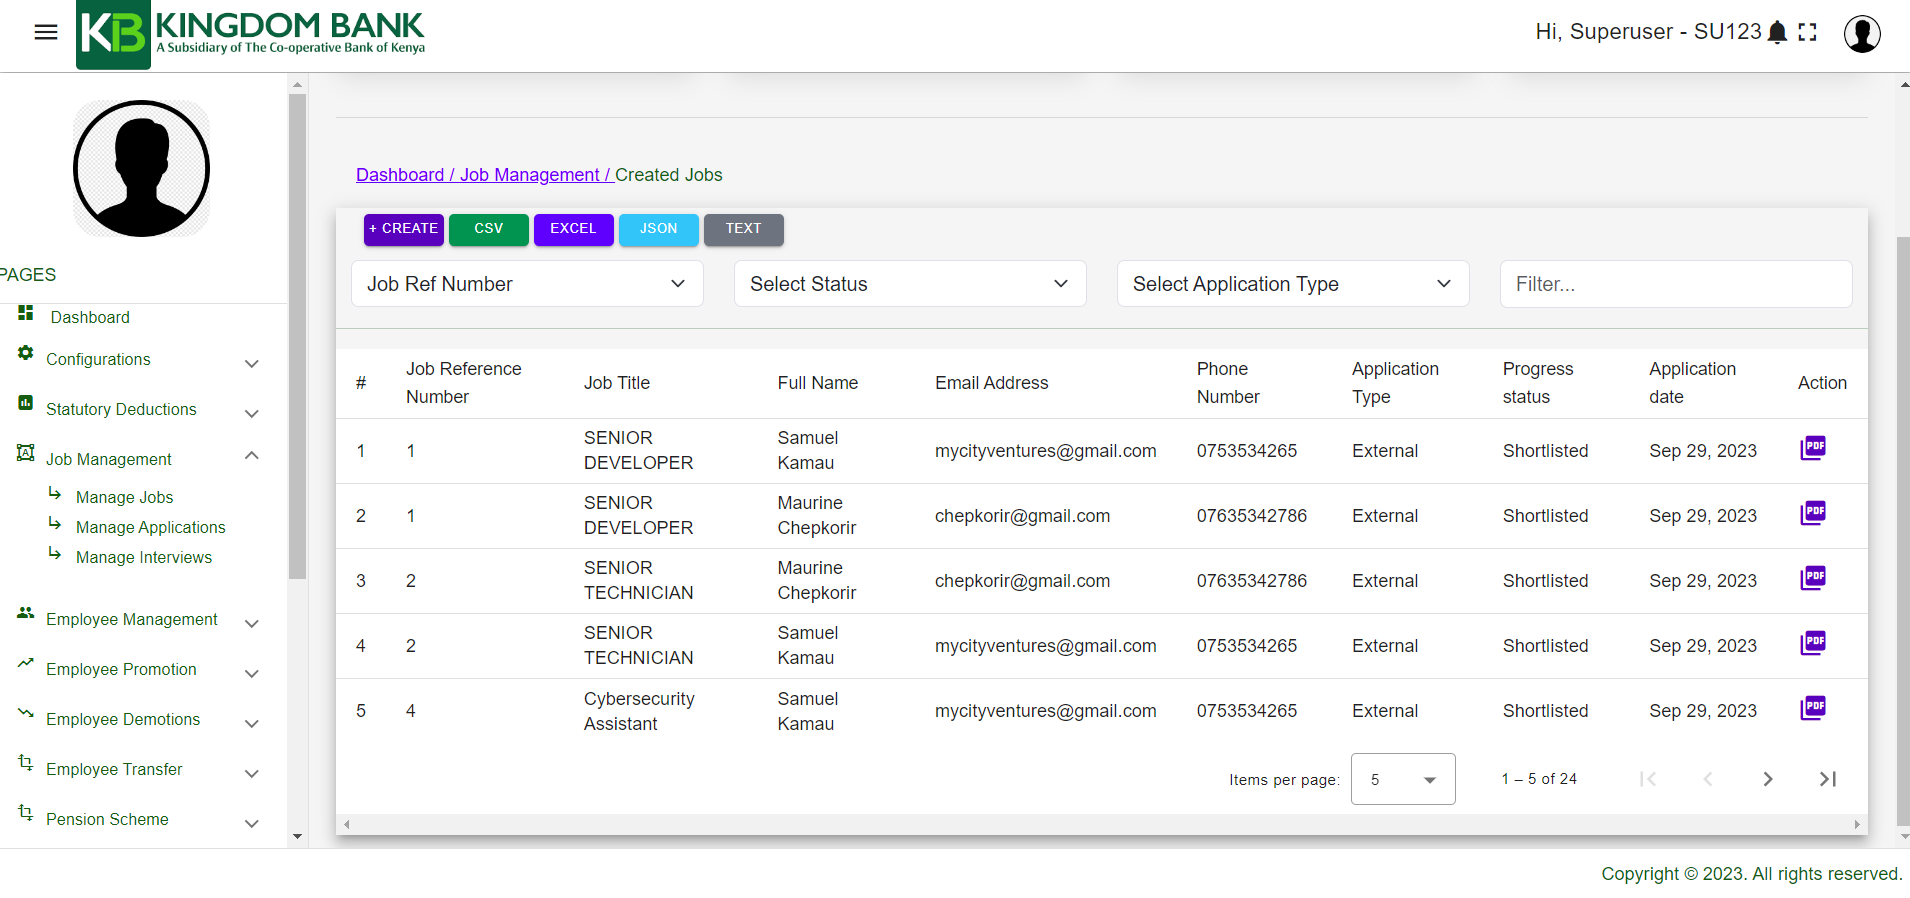 KB KINGDOM BANK
A Subsidiary of The Co-operative Bank of Kenya
Hi, Superuser - SU123
PAGES
Dashboard
Configurations
Statutory Deductions
Job Management
Manage Jobs
Manage Applications
Manage Interviews
Employee Management
Employee Promotion
Employee Demotions
Employee Transfer
Pension Scheme
Dashboard / Job Management / Created Jobs
+ CREATE CSV EXCEL JSON TEXT
Job Ref Number Select Status Select Application Type Filter...
# Job Reference Number Job Title Full Name Email Address Phone Number Application Type Progress status Application date Action
1 1 SENIOR DEVELOPER Samuel Kamau mycityventures@gmail.com 0753534265 External Shortlisted Sep 29, 2023 PDF
2 1 SENIOR DEVELOPER Maurine Chepkorir chepkorir@gmail.com 07635342786 External Shortlisted Sep 29, 2023 PDF
3 2 SENIOR TECHNICIAN Maurine Chepkorir chepkorir@gmail.com 07635342786 External Shortlisted Sep 29, 2023 PDF
4 2 SENIOR TECHNICIAN Samuel Kamau mycityventures@gmail.com 0753534265 External Shortlisted Sep 29, 2023 PDF
5 4 Cybersecurity Assistant Samuel Kamau mycityventures@gmail.com 0753534265 External Shortlisted Sep 29, 2023 PDF
Items per page: 5 1 – 5 of 24
Copyright © 2023. All rights reserved.